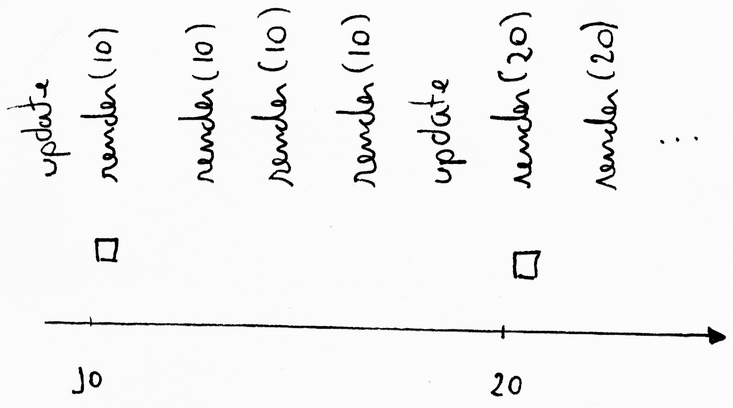 update
render(10)
render(10)
render(10)
render(10)
update
render(20)
render(20)
...
10
20